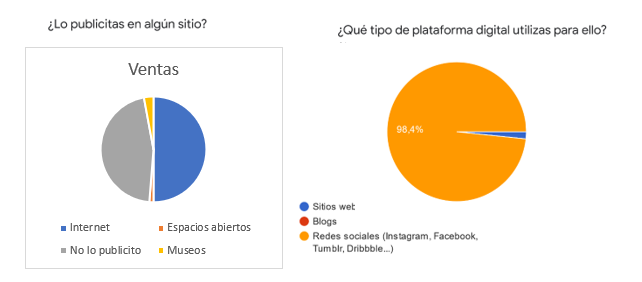 ¿Lo publicitas en algún sitio?
Ventas
Internet
Espacios abiertos
No lo publicito
Museos
¿Qué tipo de plataforma digital utilizas para ello?
98,4%
Sitios web
Blogs
Redes sociales (Instagram, Facebook,
Tumblr, Dribbble...)